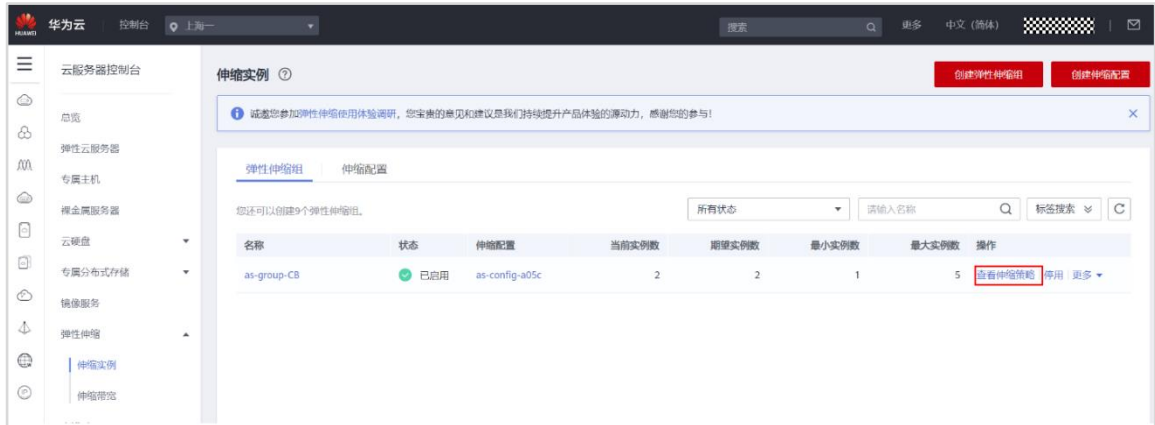 HUAWEI 华为云 控制台 上海一 搜索 更多 中文 (简体)
云服务器控制台
总览
弹性云服务器
专属主机
裸金属服务器
云硬盘
专属分布式存储
镜像服务
弹性伸缩
伸缩实例
伸缩带宽
伸缩实例 创建弹性伸缩组 创建伸缩配置
诚邀您参加弹性伸缩使用体验调研，您宝贵的意见和建议是我们持续提升产品体验的源动力，感谢您的参与!
弹性伸缩组 伸缩配置
您还可以创建9个弹性伸缩组。 所有状态 请输入名称 标签搜索
名称 状态 伸缩配置 当前实例数 期望实例数 最小实例数 最大实例数 操作
as-group-CB 已启用 as-config-a05c 2 2 1 5 查看伸缩策略 停用 更多